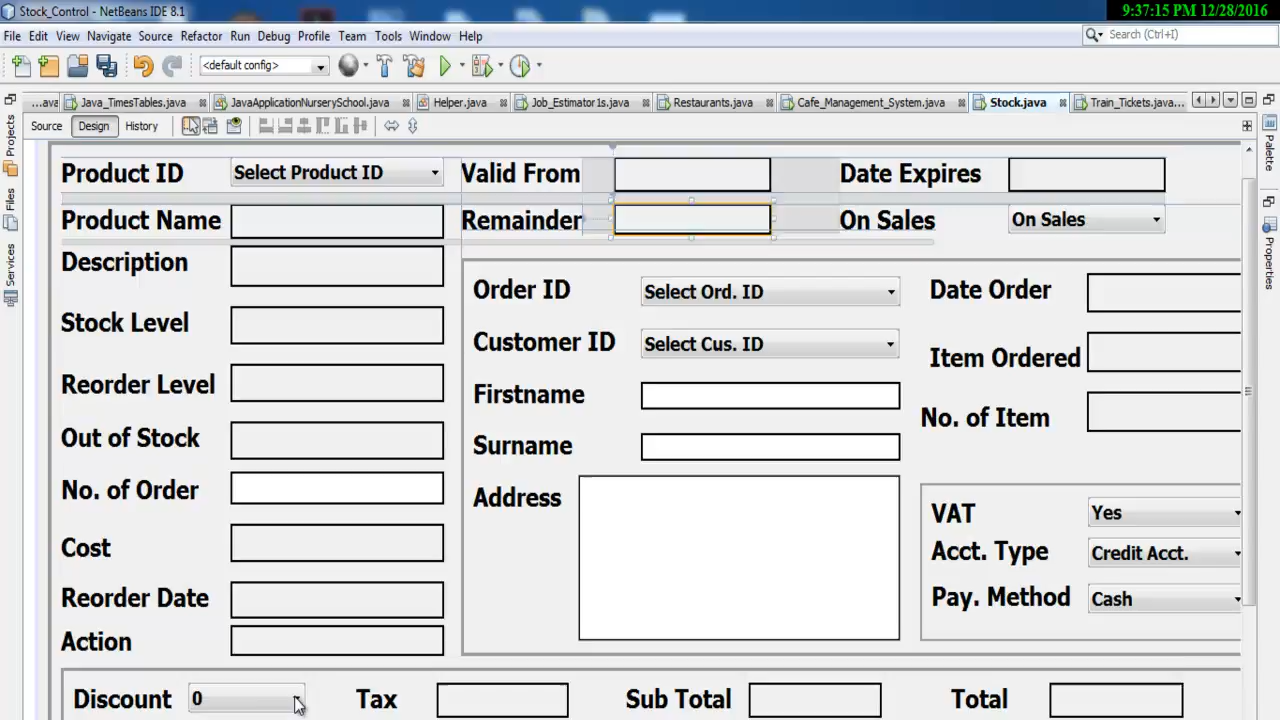 Stock_Control - NetBeans IDE 8.1
9:37:15 PM 12/28/2016
File Edit View Navigate Source Refactor Run Debug Profile Team Tools Window Help
Search (Ctrl+I)
<default config>
...ava Java_TimesTables.java JavaApplicationNurserySchool.java Helper.java Job_Estimator1s.java Restaurants.java Cafe_Management_System.java Stock.java Train_Tickets.java...
Source Design History
Projects
Files
Services
Palette
Properties
Product ID Select Product ID Valid From Date Expires
Product Name Remainder On Sales On Sales
Description
Order ID Select Ord. ID Date Order
Stock Level
Customer ID Select Cus. ID Item Ordered
Reorder Level
Firstname
No. of Item
Out of Stock
Surname
No. of Order
Address
VAT Yes
Cost
Acct. Type Credit Acct.
Reorder Date
Pay. Method Cash
Action
Discount 0 Tax Sub Total Total